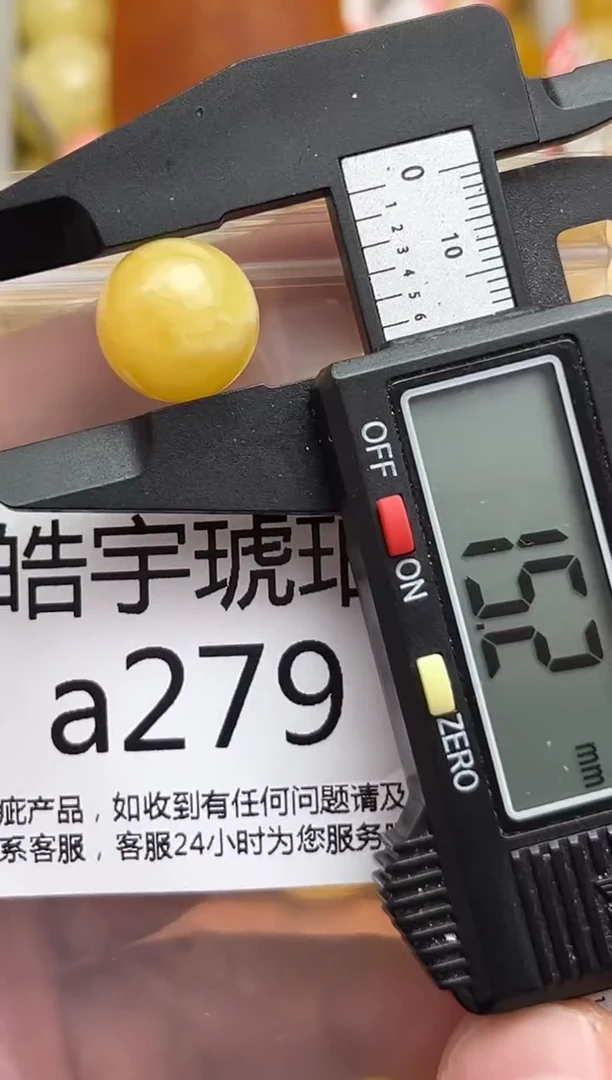 0
1
2
3
10
4
5
6
OFF
ON
15.2
ZERO
mm
皓宇琥珀
a279
疵产品，如收到有任何问题请及
系客服，客服24小时为您服务